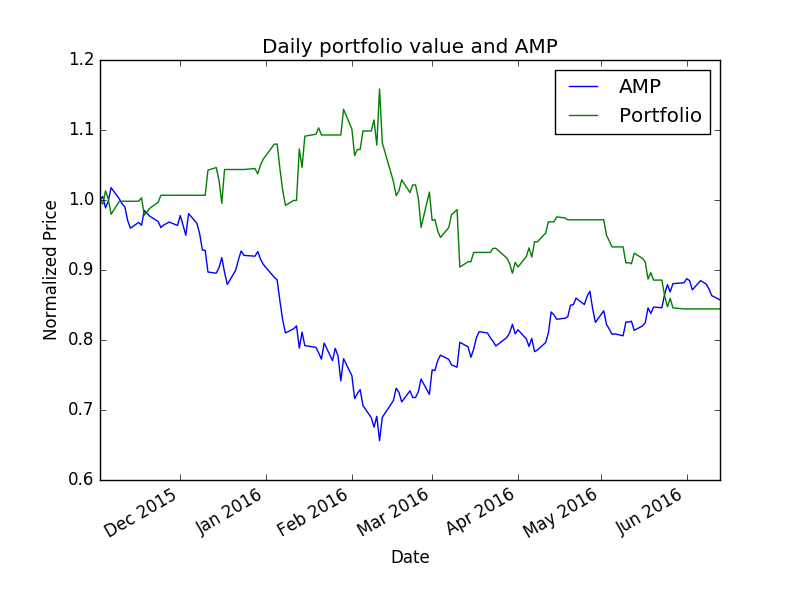 Daily portfolio value and AMP
AMP
Portfolio
1.2
1.1
1.0
0.9
0.8
0.7
0.6
Normalized Price
Dec 2015
Jan 2016
Feb 2016
Mar 2016
Apr 2016
May 2016
Jun 2016
Date